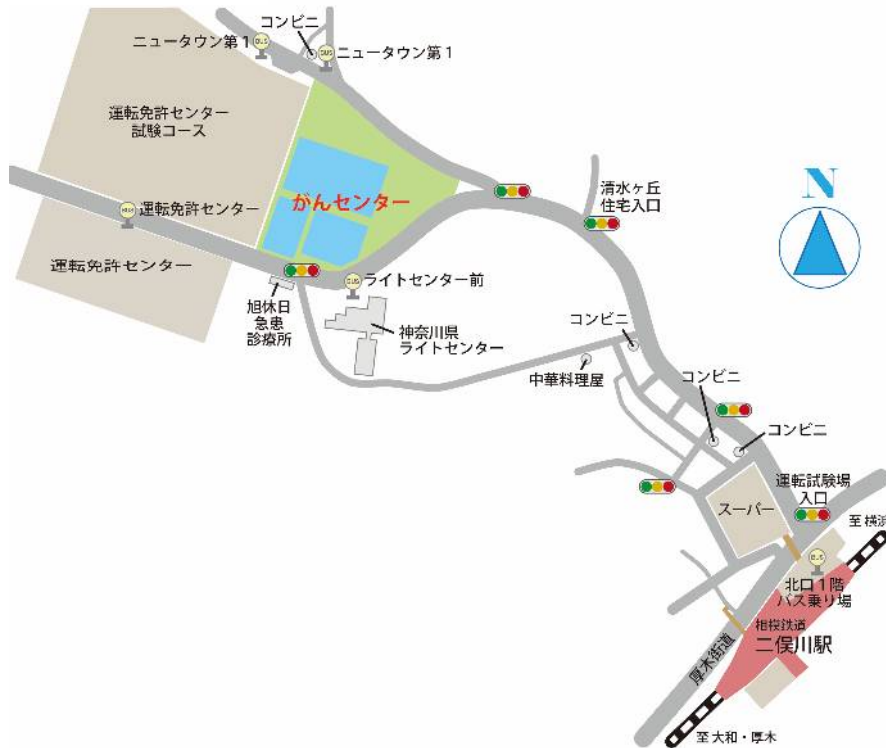 コンビニ
ニュータウン第1
BUS
BUS
ニュータウン第1
運転免許センター
試験コース
がんセンター
清水ヶ丘
住宅入口
N
BUS
運転免許センター
運転免許センター
BUS
ライトセンター前
旭休日
急患
診療所
神奈川県
ライトセンター
コンビニ
中華料理屋
コンビニ
コンビニ
運転試験場
入口
スーパー
至 横浜
BUS
北口1階
バス乗り場
相模鉄道
二俣川駅
厚木街道
至 大和・厚木